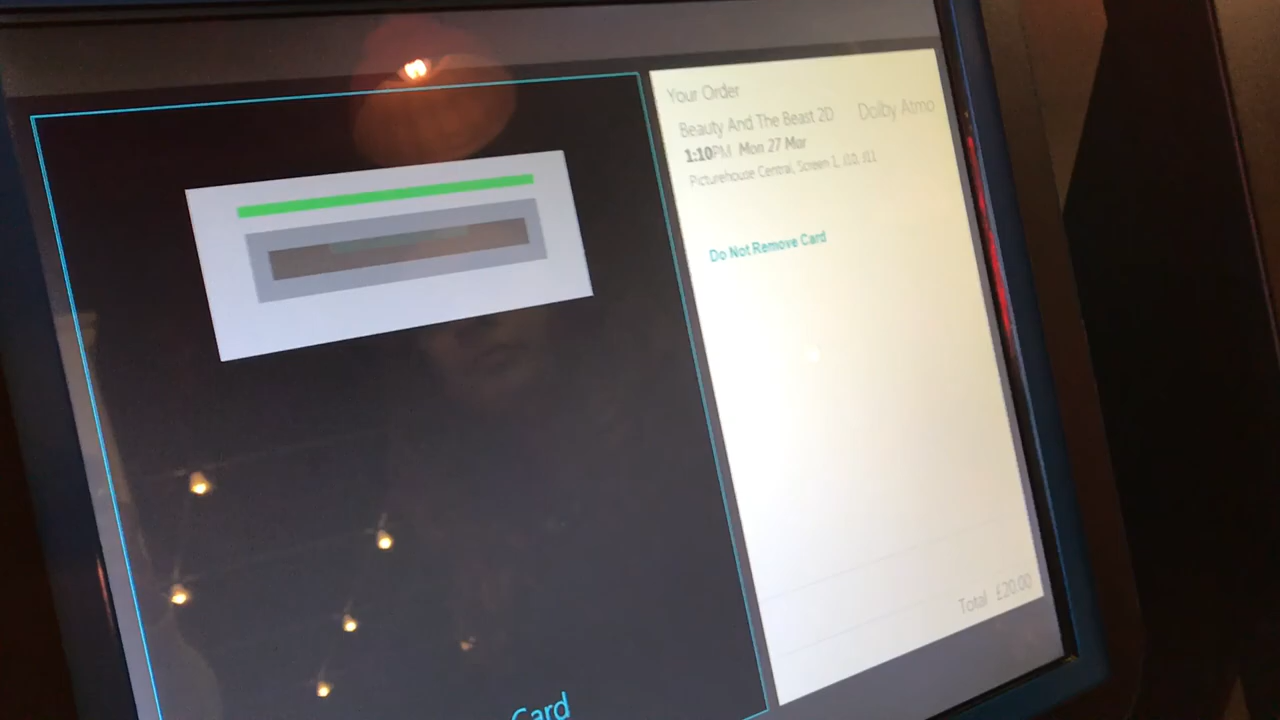 Your Order
Beauty And The Beast 2D Dolby Atmo
1:10PM Mon 27 Mar
Picturehouse Central, Screen 1, J10, J11
Do Not Remove Card
Total £20.00
Card